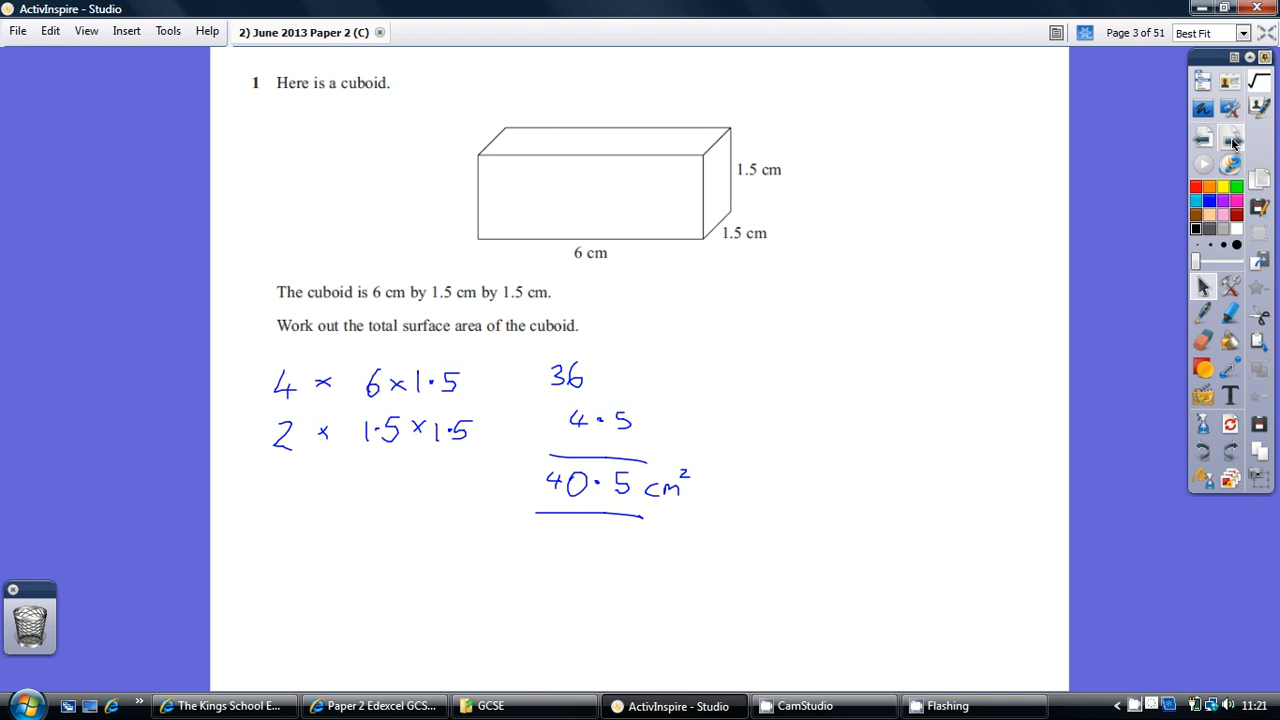 ActivInspire - Studio
File Edit View Insert Tools Help
2) June 2013 Paper 2 (C)
Page 3 of 51
Best Fit
1 Here is a cuboid.
1.5 cm
1.5 cm
6 cm
The cuboid is 6 cm by 1.5 cm by 1.5 cm.
Work out the total surface area of the cuboid.
4 × 6×1·5 36
2 × 1·5×1·5 4·5
40·5 cm²
The Kings School E... Paper 2 Edexcel GCS... GCSE ActivInspire - Studio CamStudio Flashing 11:21